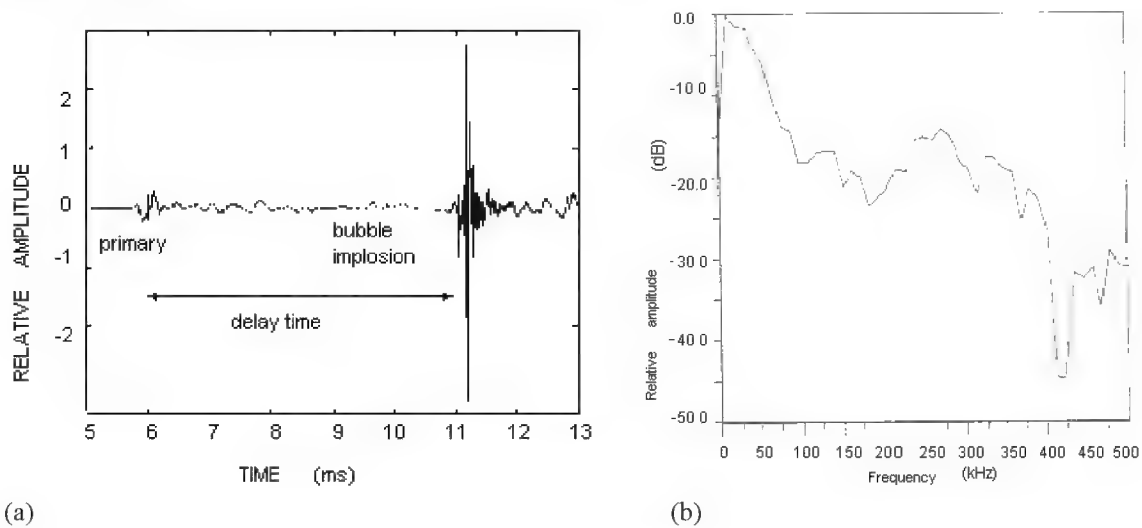 RELATIVE AMPLITUDE
2
1
0
-1
-2
primary
bubble
implosion
delay time
5 6 7 8 9 10 11 12 13
TIME (ms)
(a)
0.0
-10 0
-20.0
-30.0
-40.0
-50 0
Relative amplitude (dB)
0 50 100 150 200 250 300 350 400 450 500
Frequency (kHz)
(b)